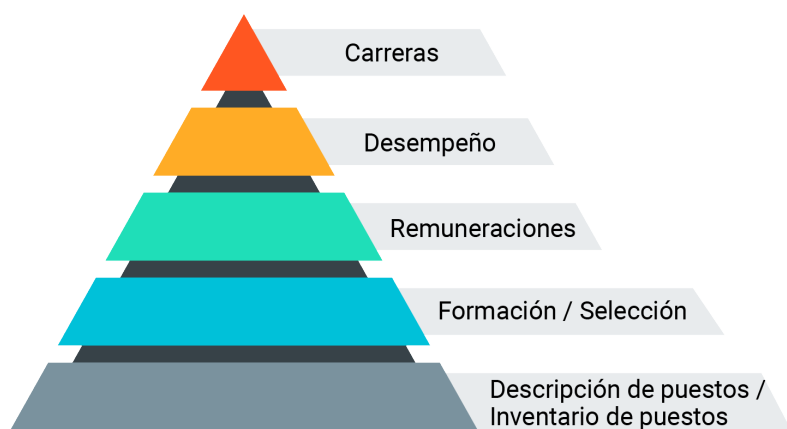 Carreras
Desempeño
Remuneraciones
Formación / Selección
Descripción de puestos /
Inventario de puestos